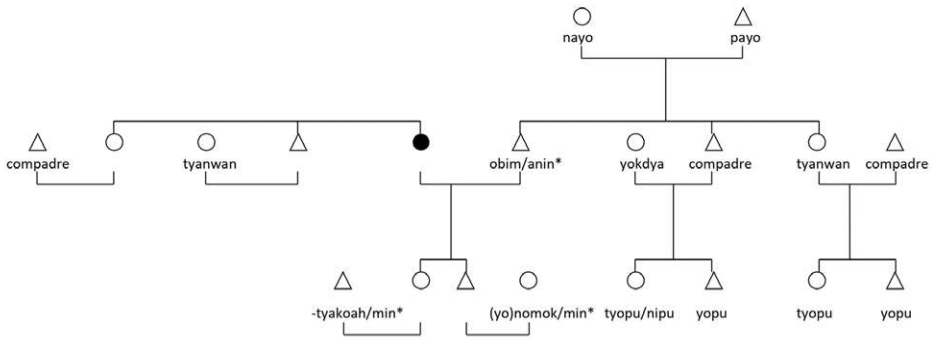 nayo payo
compadre tyanwan obim/anin* yokdya compadre tyanwan compadre
-tyakoah/min* (yo)nomok/min* tyopu/nipu yopu tyopu yopu